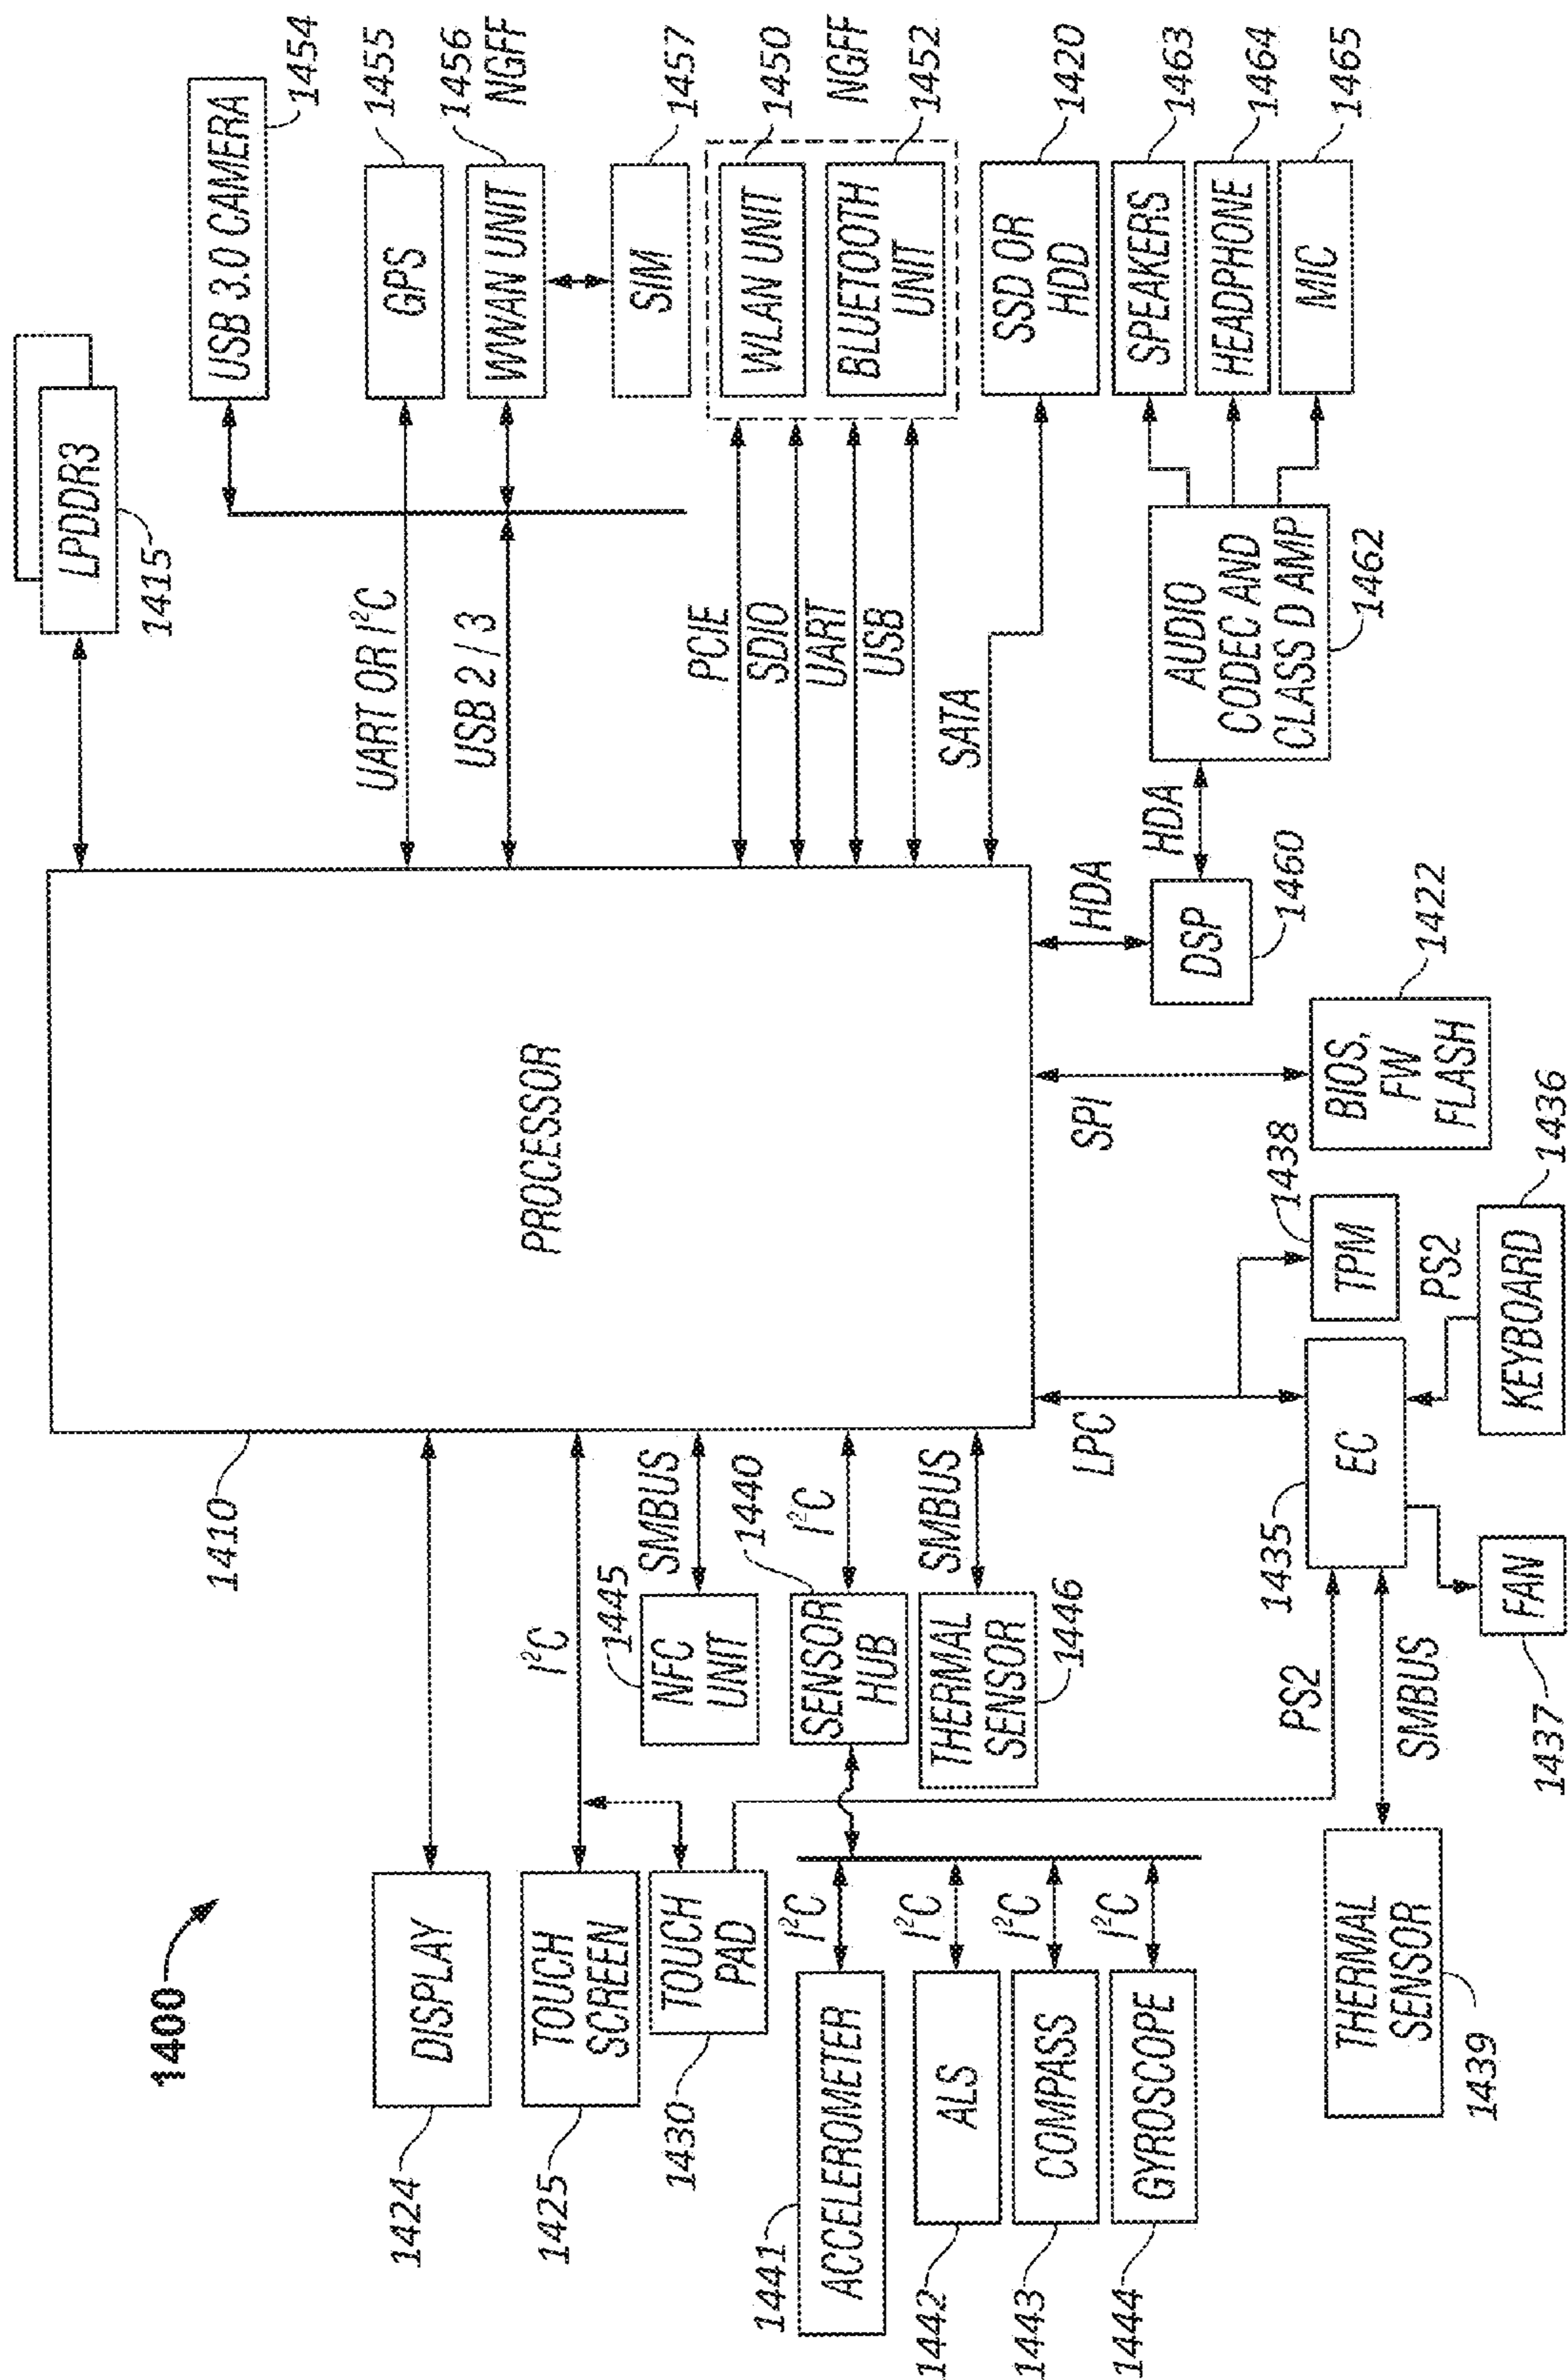 1400
LPDDR3
1415
1410
PROCESSOR
USB 3.0 CAMERA
1454
DISPLAY
1424
UART OR I²C
GPS
1455
USB 2 / 3
WWAN UNIT
1456
NGFF
TOUCH
SCREEN
1425
I²C
SIM
1457
TOUCH
PAD
1430
NFC
UNIT
1445
SMBUS
PCIE
SDIO
UART
USB
WLAN UNIT
1450
NGFF
BLUETOOTH
UNIT
1452
SENSOR
HUB
1440
I²C
ACCELEROMETER
1441
I²C
ALS
1442
I²C
COMPASS
1443
I²C
GYROSCOPE
1444
I²C
THERMAL
SENSOR
1446
SMBUS
SATA
SSD OR
HDD
1420
HDA
DSP
1460
HDA
AUDIO
CODEC AND
CLASS D AMP
1462
SPEAKERS
1463
HEADPHONE
1464
MIC
1465
LPC
SPI
BIOS,
FW
FLASH
1422
TPM
1438
EC
1435
PS2
KEYBOARD
1436
PS2
SMBUS
THERMAL
SENSOR
1439
FAN
1437